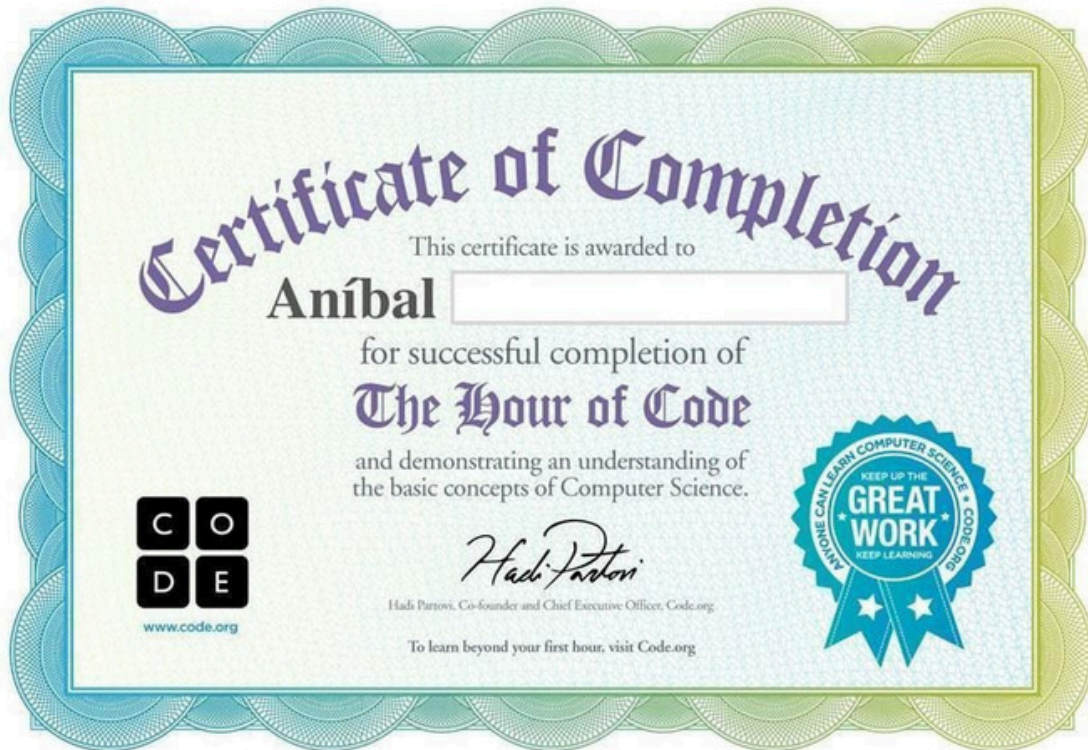 Certificate of Completion
This certificate is awarded to
Aníbal
for successful completion of
The Hour of Code
and demonstrating an understanding of
the basic concepts of Computer Science.
C O
D E
www.code.org
Hadi Partovi
Hadi Partovi, Co-founder and Chief Executive Officer, Code.org
To learn beyond your first hour, visit Code.org
ANYONE CAN LEARN COMPUTER SCIENCE • CODE.ORG
KEEP UP THE
GREAT
WORK
KEEP LEARNING